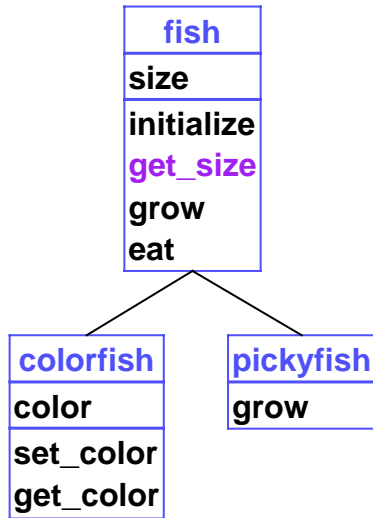 fish
size
initialize
get_size
grow
eat
colorfish
color
set_color
get_color
pickyfish
grow